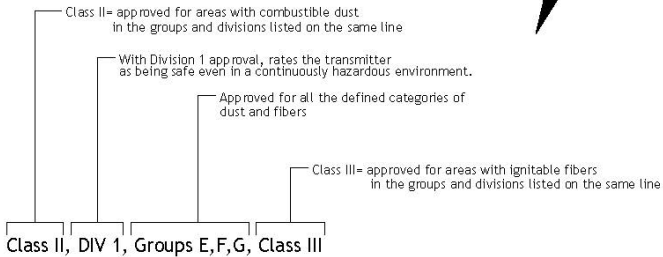 Class II= approved for areas with combustible dust
in the groups and divisions listed on the same line
With Division 1 approval, rates the transmitter
as being safe even in a continuously hazardous environment.
Approved for all the defined categories of
dust and fibers
Class III= approved for areas with ignitable fibers
in the groups and divisions listed on the same line
Class II, DIV 1, Groups E,F,G, Class III